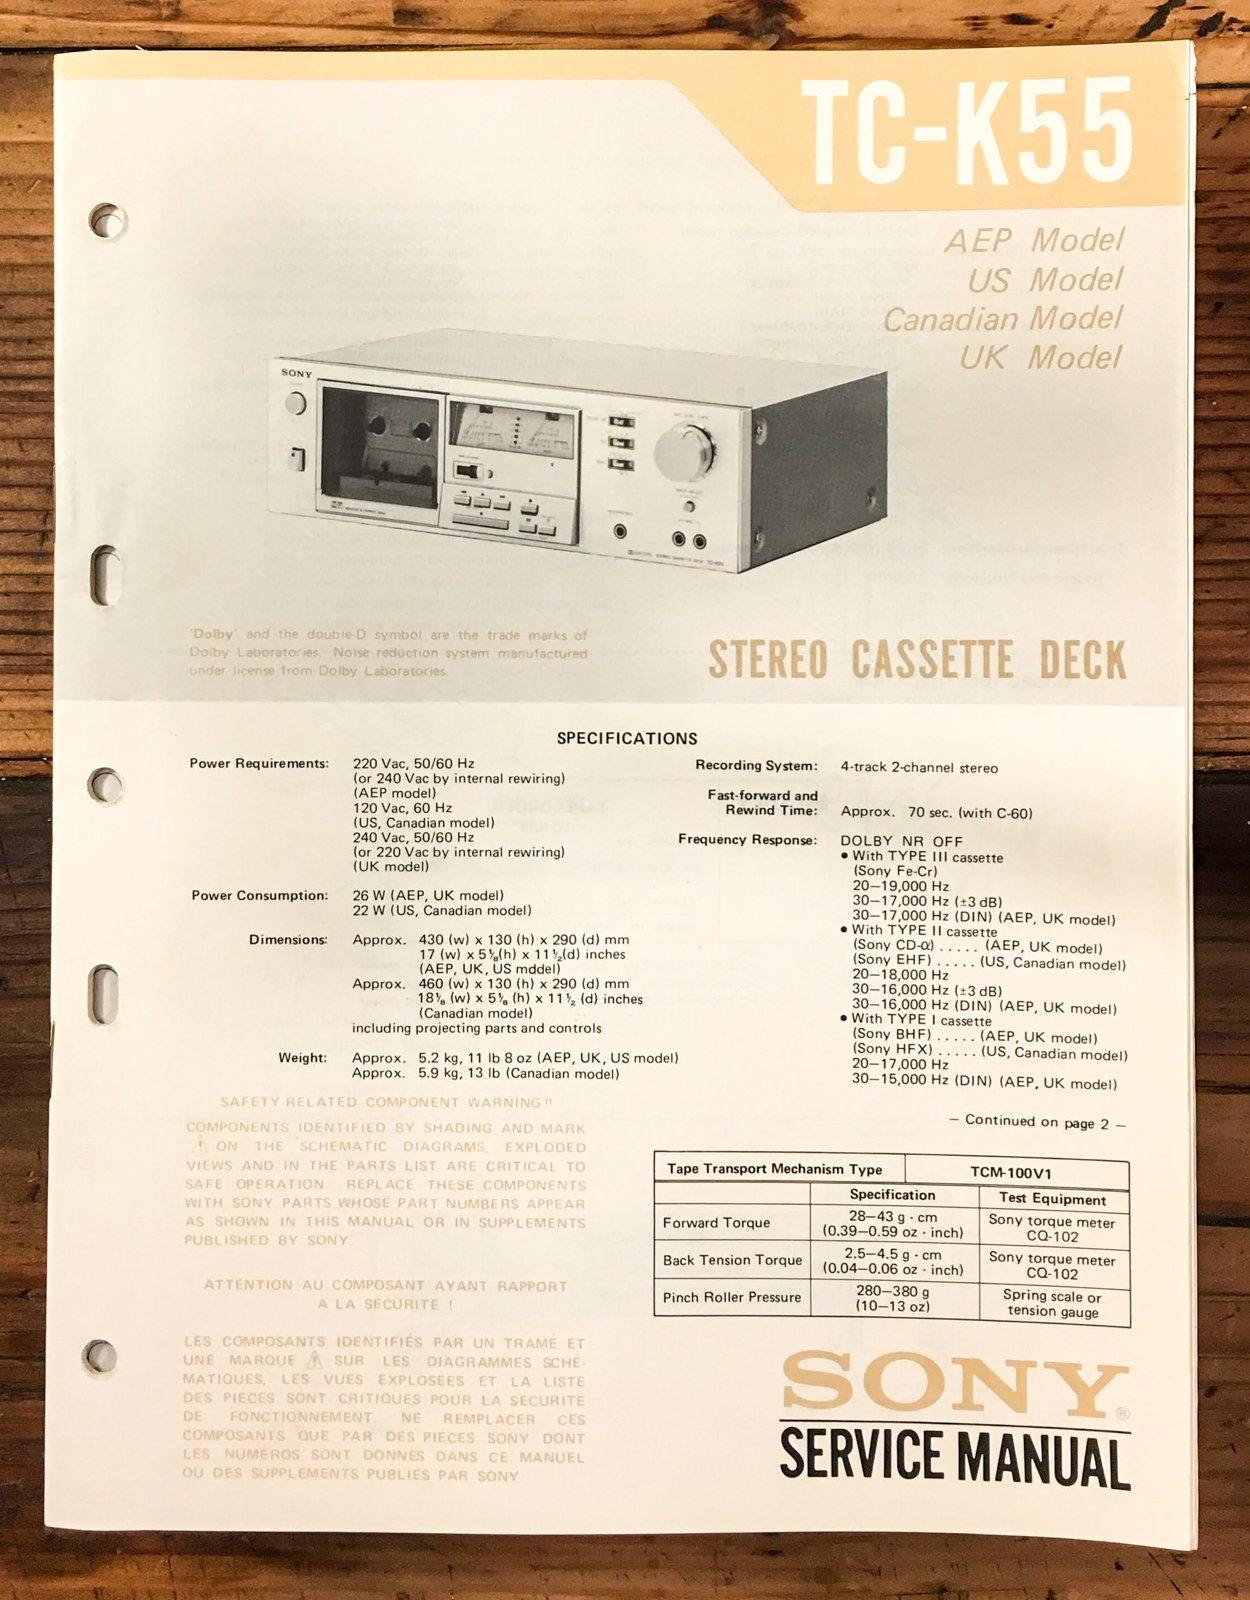 TC-K55
AEP Model
US Model
Canadian Model
UK Model
SONY
'Dolby' and the double-D symbol are the trade marks of
Dolby Laboratories. Noise reduction system manufactured
under license from Dolby Laboratories.
STEREO CASSETTE DECK
SPECIFICATIONS
Power Requirements: 220 Vac, 50/60 Hz
(or 240 Vac by internal rewiring)
(AEP model)
120 Vac, 60 Hz
(US, Canadian model)
240 Vac, 50/60 Hz
(or 220 Vac by internal rewiring)
(UK model)
Power Consumption: 26 W (AEP, UK model)
22 W (US, Canadian model)
Dimensions: Approx. 430 (w) x 130 (h) x 290 (d) mm
17 (w) x 5⅛(h) x 11½(d) inches
(AEP, UK, US mddel)
Approx. 460 (w) x 130 (h) x 290 (d) mm
18⅛ (w) x 5⅛ (h) x 11½ (d) inches
(Canadian model)
including projecting parts and controls
Weight: Approx. 5.2 kg, 11 lb 8 oz (AEP, UK, US model)
Approx. 5.9 kg, 13 lb (Canadian model)
SAFETY RELATED COMPONENT WARNING!!
COMPONENTS IDENTIFIED BY SHADING AND MARK
⚠ ON THE SCHEMATIC DIAGRAMS, EXPLODED
VIEWS AND IN THE PARTS LIST ARE CRITICAL TO
SAFE OPERATION. REPLACE THESE COMPONENTS
WITH SONY PARTS WHOSE PART NUMBERS APPEAR
AS SHOWN IN THIS MANUAL OR IN SUPPLEMENTS
PUBLISHED BY SONY.
ATTENTION AU COMPOSANT AYANT RAPPORT
A LA SÉCURITÉ !
LES COMPOSANTS IDENTIFIÉS PAR UN TRAMÉ ET
UNE MARQUE ⚠ SUR LES DIAGRAMMES SCHÉ-
MATIQUES, LES VUES EXPLOSÉES ET LA LISTE
DES PIÈCES SONT CRITIQUES POUR LA SÉCURITÉ
DE FONCTIONNEMENT. NE REMPLACER CES
COMPOSANTS QUE PAR DES PIÈCES SONY DONT
LES NUMÉROS SONT DONNÉS DANS CE MANUEL
OU DES SUPPLÉMENTS PUBLIÉS PAR SONY
Recording System: 4-track 2-channel stereo
Fast-forward and
Rewind Time: Approx. 70 sec. (with C-60)
Frequency Response: DOLBY NR OFF
● With TYPE III cassette
(Sony Fe-Cr)
20–19,000 Hz
30–17,000 Hz (±3 dB)
30–17,000 Hz (DIN) (AEP, UK model)
● With TYPE II cassette
(Sony CD-α) ..... (AEP, UK model)
(Sony EHF) ..... (US, Canadian model)
20–18,000 Hz
30–16,000 Hz (±3 dB)
30–16,000 Hz (DIN) (AEP, UK model)
● With TYPE I cassette
(Sony BHF) ..... (AEP, UK model)
(Sony HFX) ..... (US, Canadian model)
20–17,000 Hz
30–15,000 Hz (DIN) (AEP, UK model)
– Continued on page 2 –
Tape Transport Mechanism Type TCM-100V1
Specification Test Equipment
Forward Torque 28–43 g · cm (0.39–0.59 oz · inch) Sony torque meter CQ-102
Back Tension Torque 2.5–4.5 g · cm (0.04–0.06 oz · inch) Sony torque meter CQ-102
Pinch Roller Pressure 280–380 g (10–13 oz) Spring scale or tension gauge
SONY®
SERVICE MANUAL